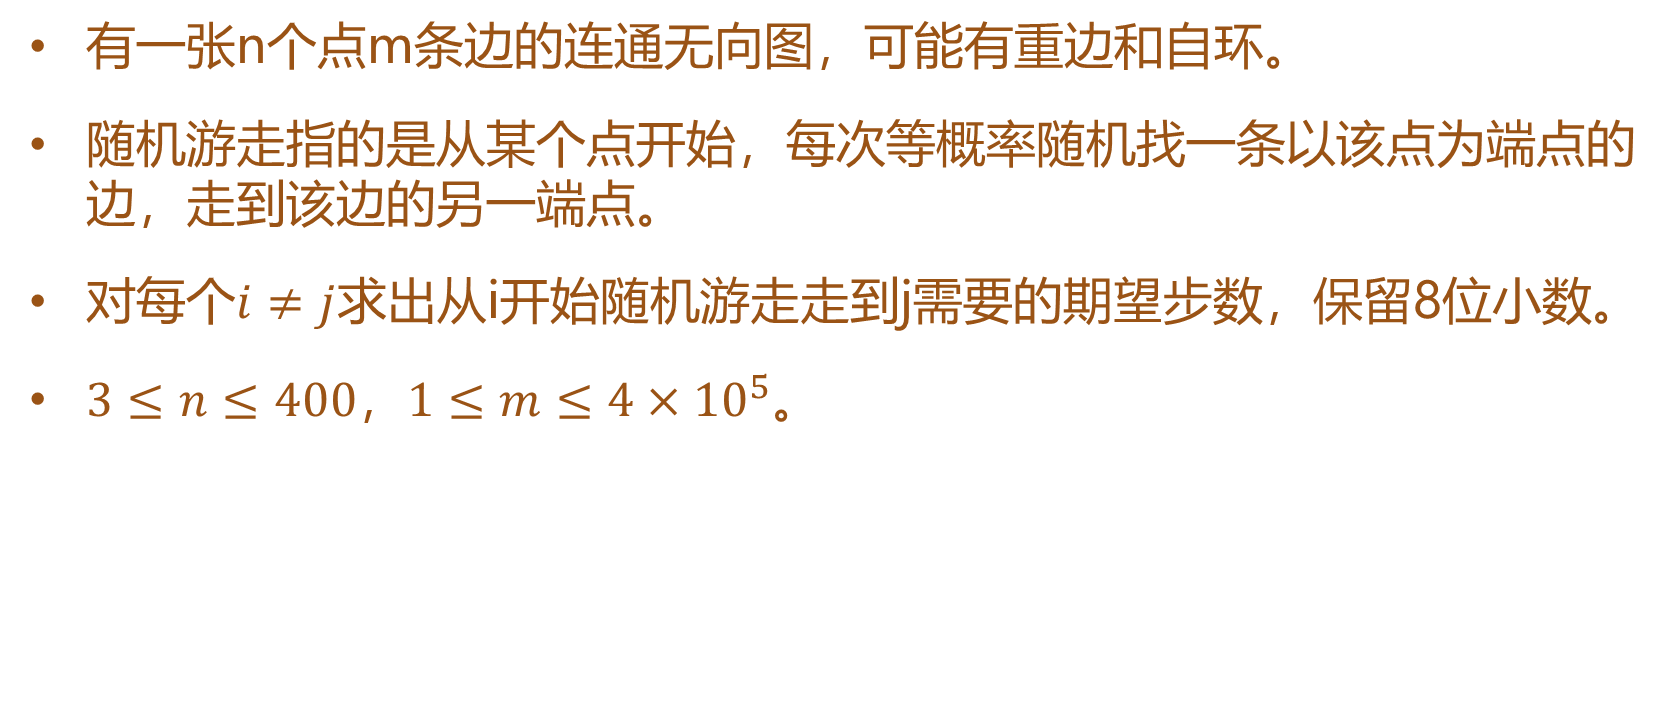 • 有一张n个点m条边的连通无向图，可能有重边和自环。
• 随机游走指的是从某个点开始，每次等概率随机找一条以该点为端点的
边，走到该边的另一端点。
• 对每个𝑖 ≠ 𝑗求出从i开始随机游走走到j需要的期望步数，保留8位小数。
• 3 ≤ 𝑛 ≤ 400，1 ≤ 𝑚 ≤ 4 × 10⁵。